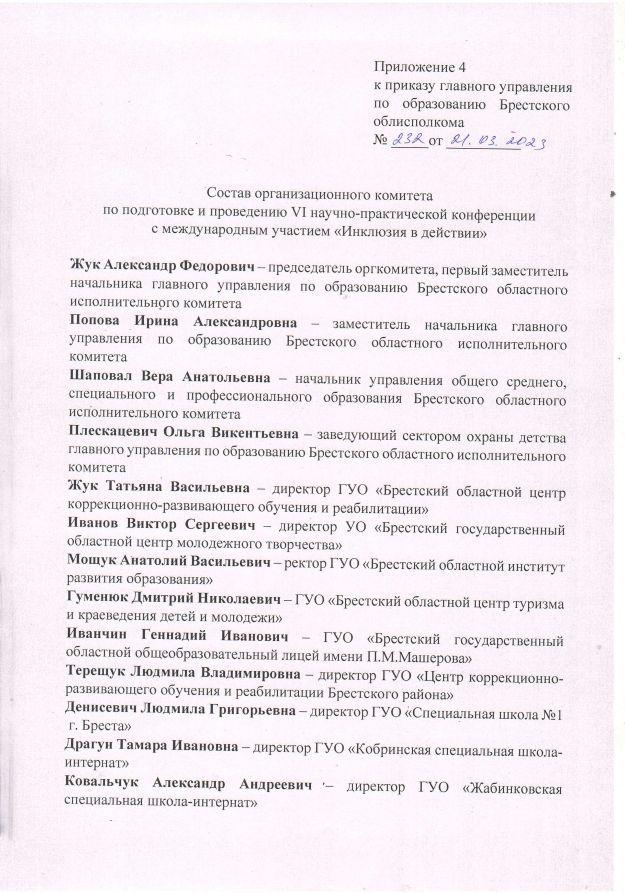 Приложение 4
к приказу главного управления
по образованию Брестского
облисполкома
№ 232 от 21.03.2023
Состав организационного комитета
по подготовке и проведению VI научно-практической конференции
с международным участием «Инклюзия в действии»
Жук Александр Федорович – председатель оргкомитета, первый заместитель
начальника главного управления по образованию Брестского областного
исполнительного комитета
Попова Ирина Александровна – заместитель начальника главного
управления по образованию Брестского областного исполнительного
комитета
Шаповал Вера Анатольевна – начальник управления общего среднего,
специального и профессионального образования Брестского областного
исполнительного комитета
Плескацевич Ольга Викентьевна – заведующий сектором охраны детства
главного управления по образованию Брестского областного исполнительного
комитета
Жук Татьяна Васильевна – директор ГУО «Брестский областной центр
коррекционно-развивающего обучения и реабилитации»
Иванов Виктор Сергеевич – директор УО «Брестский государственный
областной центр молодежного творчества»
Мощук Анатолий Васильевич – ректор ГУО «Брестский областной институт
развития образования»
Гуменюк Дмитрий Николаевич – ГУО «Брестский областной центр туризма
и краеведения детей и молодежи»
Иванчин Геннадий Иванович – ГУО «Брестский государственный
областной общеобразовательный лицей имени П.М.Машерова»
Терещук Людмила Владимировна – директор ГУО «Центр коррекционно-
развивающего обучения и реабилитации Брестского района»
Денисевич Людмила Григорьевна – директор ГУО «Специальная школа №1
г. Бреста»
Драгун Тамара Ивановна – директор ГУО «Кобринская специальная школа-
интернат»
Ковальчук Александр Андреевич – директор ГУО «Жабинковская
специальная школа-интернат»